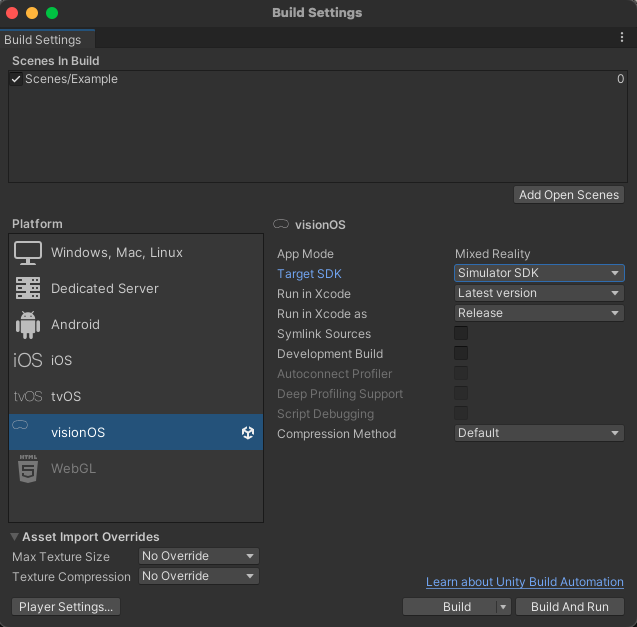 Build Settings
Build Settings
Scenes In Build
Scenes/Example 0
Add Open Scenes
Platform
Windows, Mac, Linux
Dedicated Server
Android
iOS iOS
tvOS tvOS
visionOS
HTML 5 WebGL
visionOS
App Mode Mixed Reality
Target SDK Simulator SDK
Run in Xcode Latest version
Run in Xcode as Release
Symlink Sources
Development Build
Autoconnect Profiler
Deep Profiling Support
Script Debugging
Compression Method Default
Asset Import Overrides
Max Texture Size No Override
Texture Compression No Override
Learn about Unity Build Automation
Player Settings... Build Build And Run